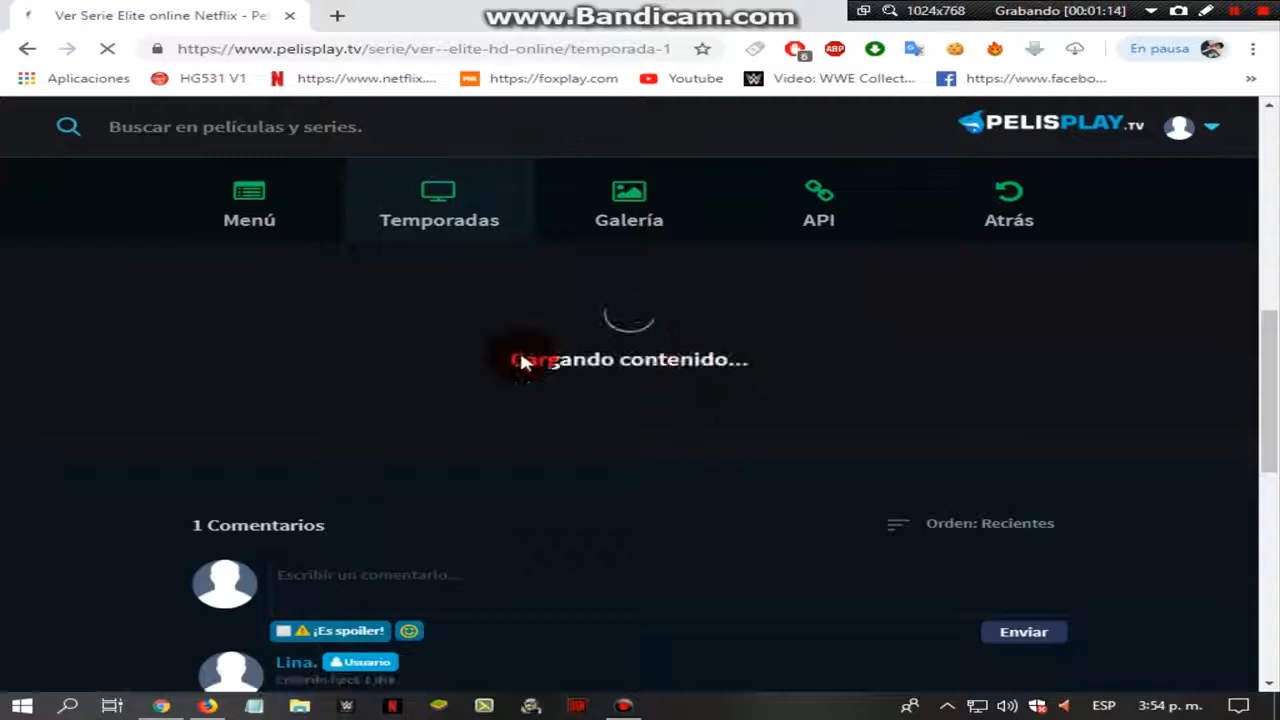 www.Bandicam.com
1024x768
Grabando [00:01:14]
Ver Serie Elite online Netflix - Pe
https://www.pelisplay.tv/serie/ver--elite-hd-online/temporada-1
6
ABP
En pausa
Aplicaciones
HG531 V1
https://www.netflix....
https://foxplay.com
Youtube
Video: WWE Collect...
https://www.facebo...
»
Buscar en películas y series.
PELISPLAY.TV
Menú
Temporadas
Galería
API
Atrás
Cargando contenido...
1 Comentarios
Orden: Recientes
Escribir un comentario...
¡Es spoiler!
Enviar
Lina.
Usuario
ESP
3:54 p. m.